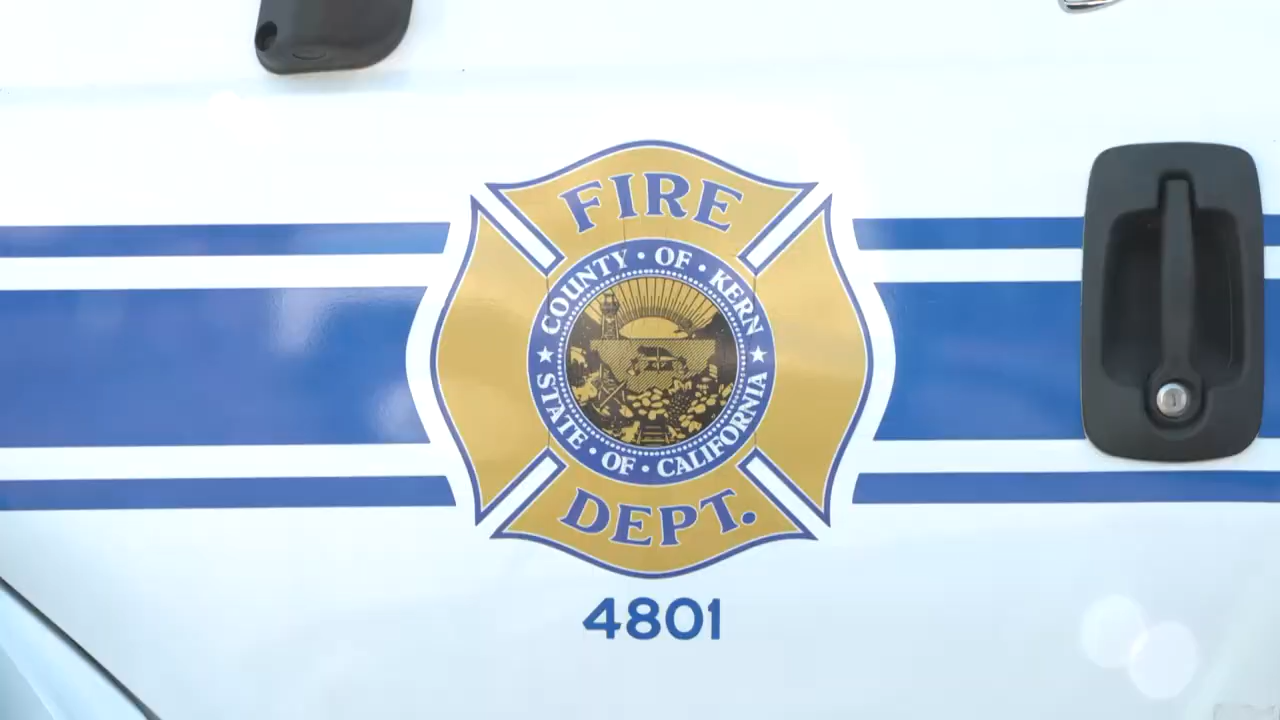 FIRE
COUNTY • OF • KERN
STATE • OF • CALIFORNIA
DEPT.
4801